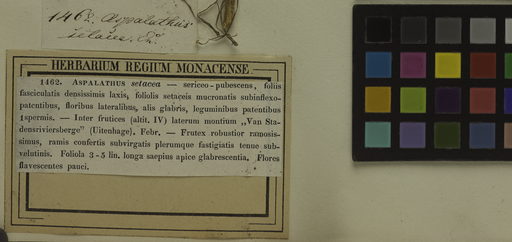 1462. Aspalathus
setacea. E.
HERBARIUM REGIUM MONACENSE
1462. ASPALATHUS setacea — sericeo-pubescens, foliis
fasciculatis densissimis laxis, foliolis setaceis mucronatis subinflexo-
patentibus, floribus lateralibus, alis glabris, leguminibus patentibus
1spermis. — Inter frutices (altit. IV) laterum montium „Van Sta-
densriviersberge” (Uitenhage). Febr. — Frutex robustior ramosis-
simus, ramis confertis subvirgatis plerumque fastigiatis tenue sub-
velutinis. Foliola 3-5 lin. longa saepius apice glabrescentia. Flores
flavescentes pauci.